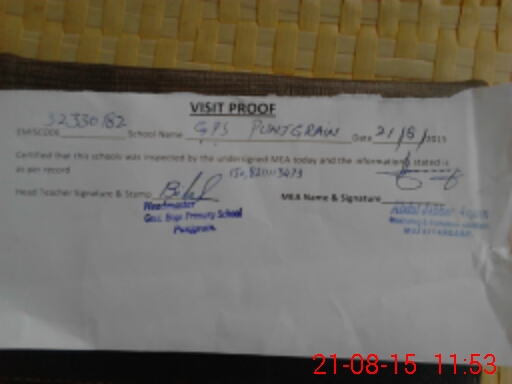 VISIT PROOF
EMISCODE 32330182 School Name GPS PUNTGRAIN Date 21/8/2015
Certified that this schools was inspected by the undersigned MEA today and the information stated is
as per record
Head Teacher Signature & Stamp MEA Name & Signature
Headmaster
Govt. Boys Primary School
MUZAFFARGARH
21-08-15 11:53